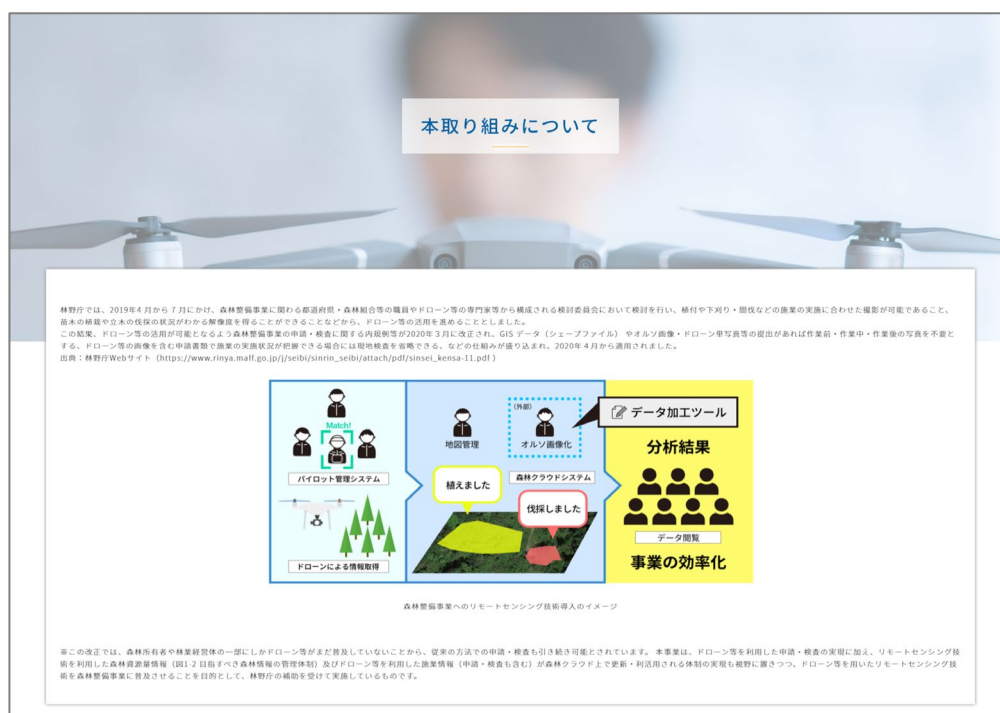 本取り組みについて
林野庁では、2019年4月から7月にかけ、森林整備事業に関わる都道府県・森林組合等の職員やドローン等の専門家等から構成される検討委員会において検討を行い、植付や下刈り・間伐などの施業の実施に合わせた撮影が可能であること、
苗木の植栽や立木の伐採の状況がわかる解像度を得ることができることなどから、ドローン等の活用を進めることとしました。
この結果、ドローン等の活用が可能となるよう森林整備事業の申請・検査に関する内規例等が2020年3月に改正され、GISデータ（シェープファイル） やオルソ画像・ドローン単写真等の提出があれば作業前・作業中・作業後の写真を不要と
する、ドローン等の画像を含む申請書類で施業の実施状況が把握できる場合には現地検査を省略できる、などの仕組みが盛り込まれ、2020年4月から適用されました。
出典：林野庁Webサイト（https://www.rinya.maff.go.jp/j/seibi/sinrin_seibi/attach/pdf/sinsei_kensa-11.pdf ）
Match!
パイロット管理システム
ドローンによる情報取得
地図管理
（外部）
オルソ画像化
森林クラウドシステム
植えました
伐採しました
データ加工ツール
分析結果
データ閲覧
事業の効率化
森林整備事業へのリモートセンシング技術導入のイメージ
※この改正では、森林所有者や林業経営体の一部にしかドローン等がまだ普及していないことから、従来の方法での申請・検査も引き続き可能とされています。 本事業は、ドローン等を利用した申請・検査の実現に加え、リモートセンシング技
術を利用した森林資源量情報（図1-2 目指すべき森林情報の管理体制）及びドローン等を利用した施業情報（申請・検査も含む）が森林クラウド上で更新・利活用される体制の実現も視野に置きつつ、ドローン等を用いたリモートセンシング技
術を森林整備事業に普及させることを目的として、林野庁の補助を受けて実施しているものです。